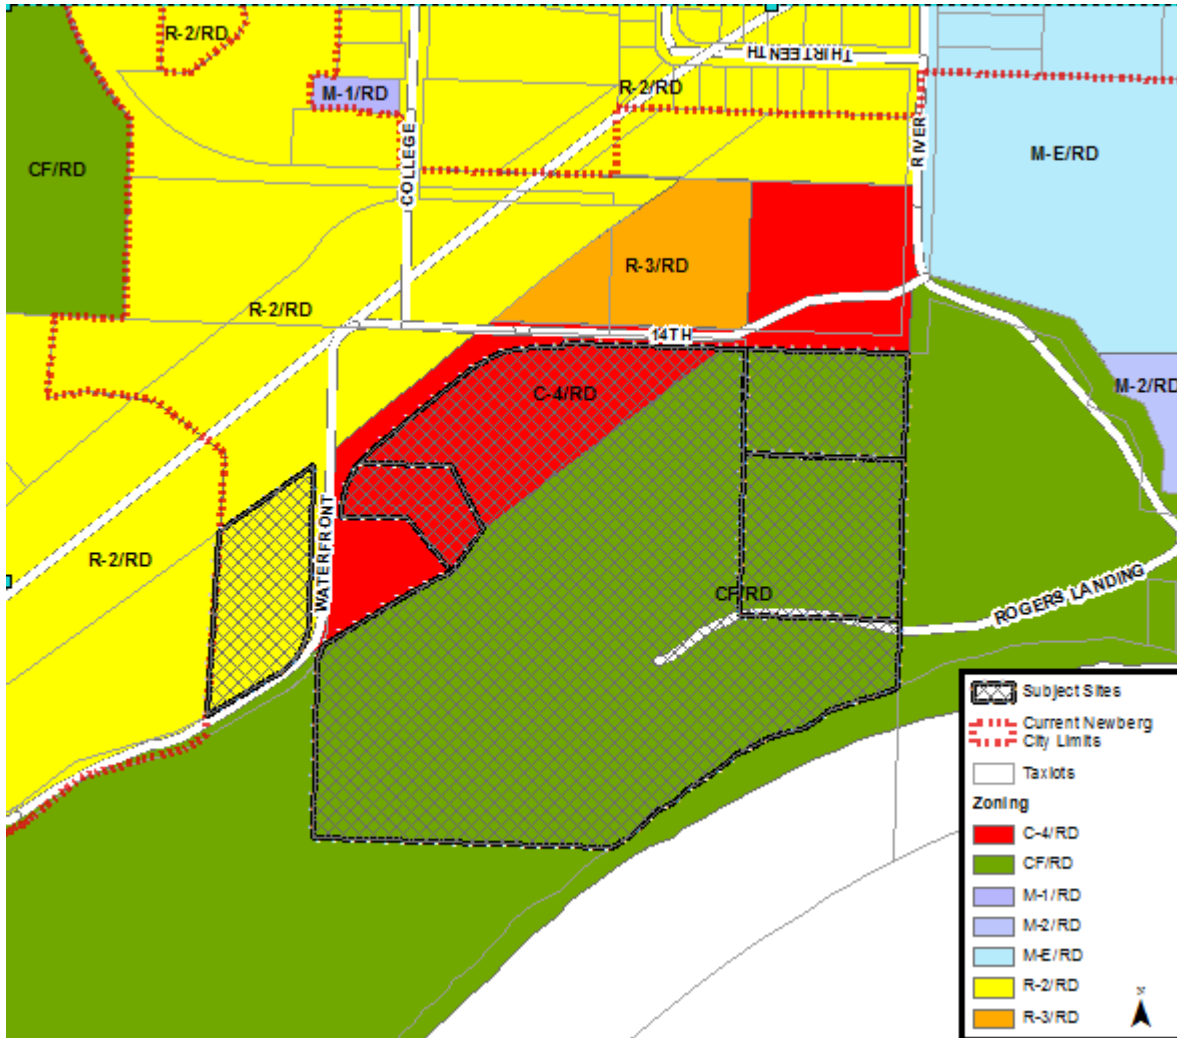 R-2/RD
THIRTEENTH
M-1/RD
R-2/RD
CF/RD
COLLEGE
RIVER
M-E/RD
R-3/RD
R-2/RD
14TH
C-4/RD
M-2/RD
WATERFRONT
R-2/RD
CF/RD
ROGERS LANDING
Subject Sites
Current Newberg
City Limits
Taxlots
Zoning
C-4/RD
CF/RD
M-1/RD
M-2/RD
M-E/RD
R-2/RD
R-3/RD